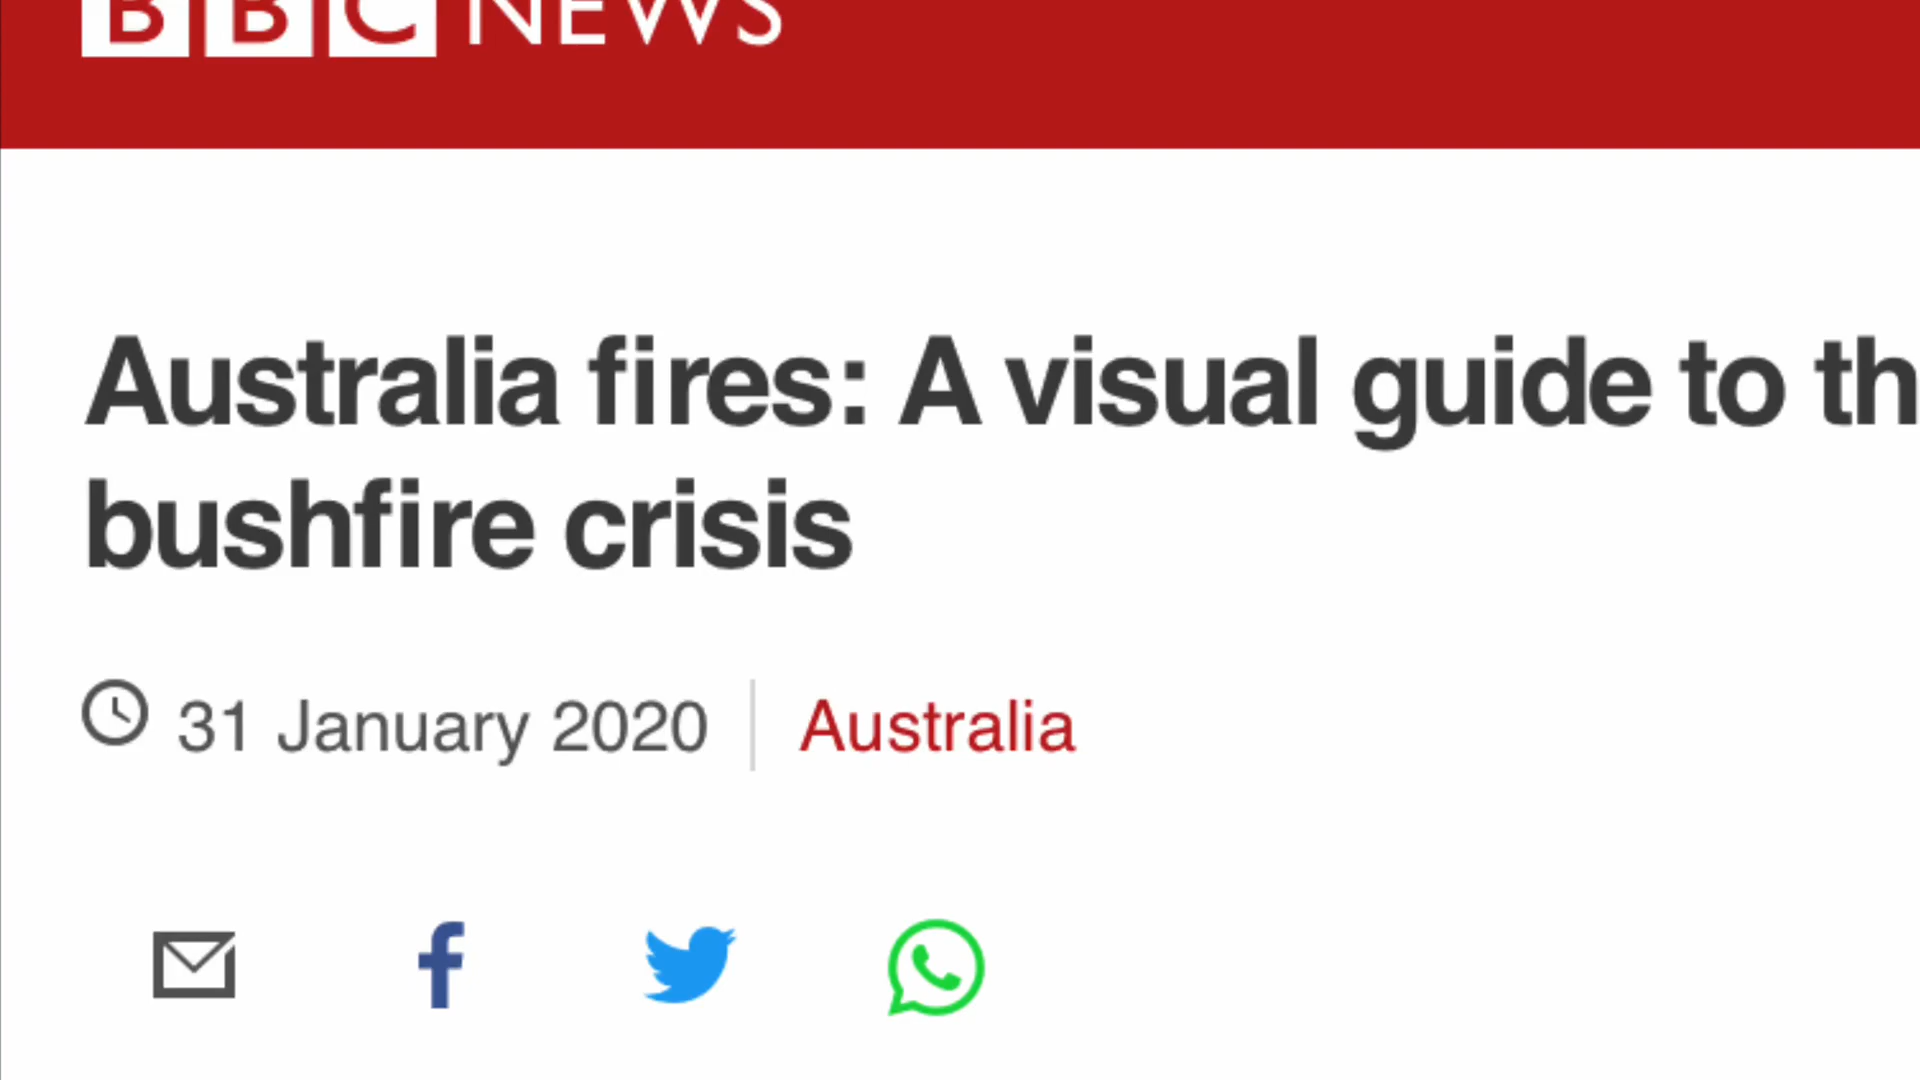 BBC NEWS
Australia fires: A visual guide to th
bushfire crisis
31 January 2020
Australia